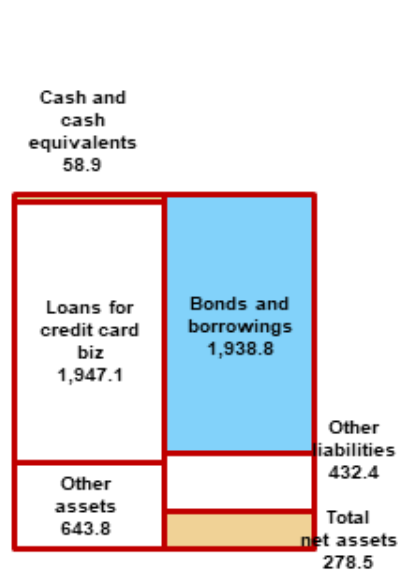 Cash and
cash
equivalents
58.9
Loans for
credit card
biz
1,947.1
Other
assets
643.8
Bonds and
borrowings
1,938.8
Other
liabilities
432.4
Total
net assets
278.5